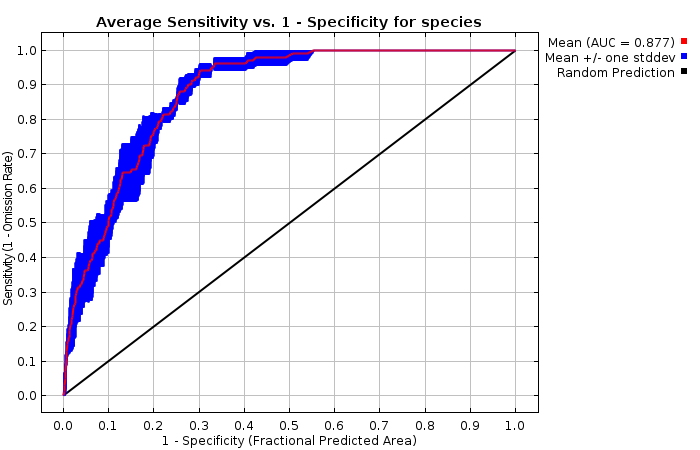 Average Sensitivity vs. 1 - Specificity for species
Mean (AUC = 0.877)
Mean +/- one stddev
Random Prediction
Sensitivity (1 - Omission Rate)
1.0
0.9
0.8
0.7
0.6
0.5
0.4
0.3
0.2
0.1
0.0
0.0 0.1 0.2 0.3 0.4 0.5 0.6 0.7 0.8 0.9 1.0
1 - Specificity (Fractional Predicted Area)